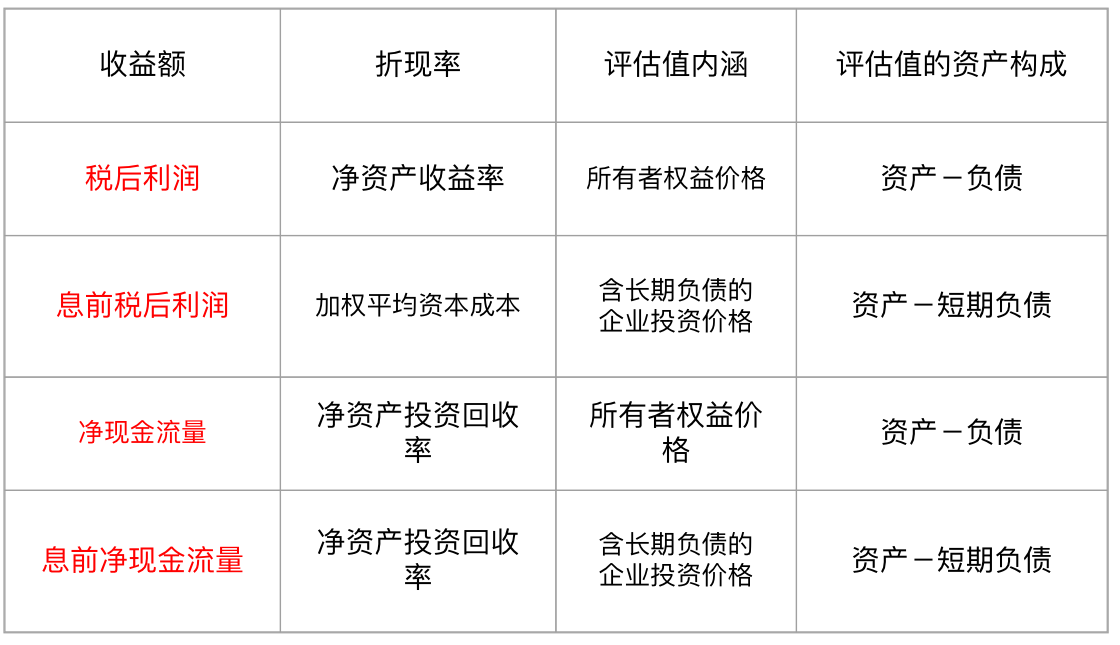 收益额
折现率
评估值内涵
评估值的资产构成
税后利润
净资产收益率
所有者权益价格
资产－负债
息前税后利润
加权平均资本成本
含长期负债的
企业投资价格
资产－短期负债
净现金流量
净资产投资回收
率
所有者权益价
格
资产－负债
息前净现金流量
净资产投资回收
率
含长期负债的
企业投资价格
资产－短期负债